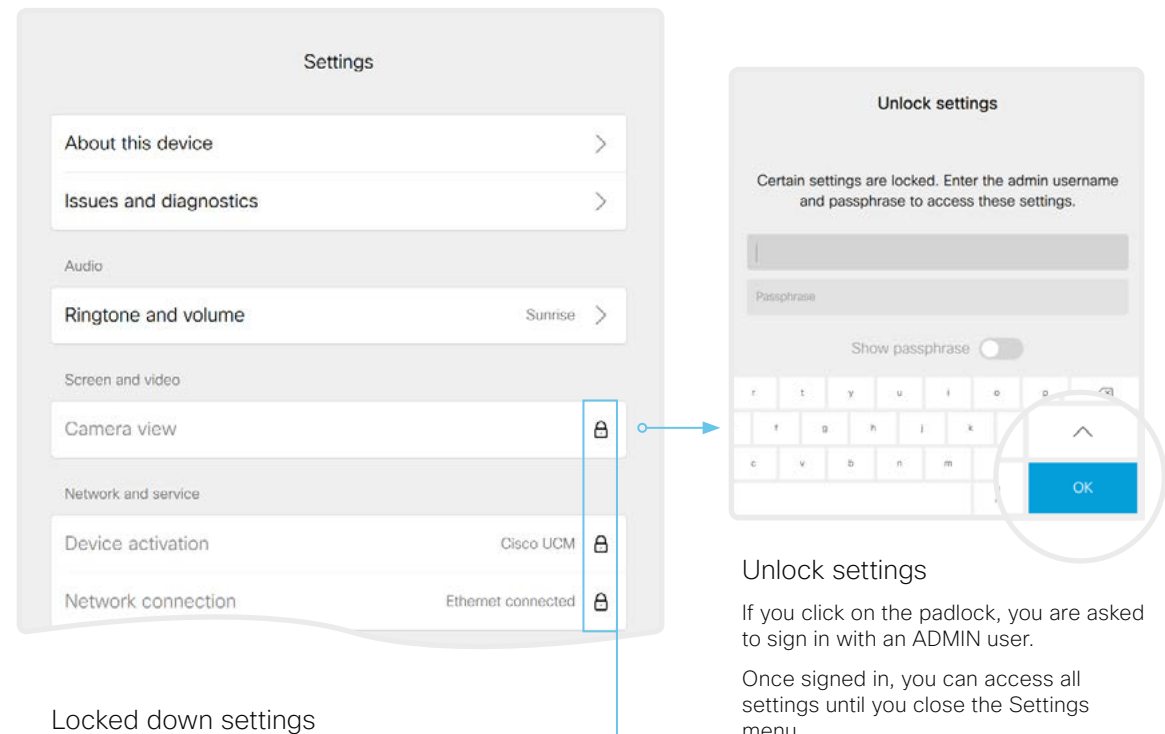 Settings
About this device
Issues and diagnostics
Audio
Ringtone and volume Sunrise
Screen and video
Camera view
Network and service
Device activation Cisco UCM
Network connection Ethernet connected
Locked down settings
Unlock settings
Certain settings are locked. Enter the admin username
and passphrase to access these settings.
Passphrase
Show passphrase
r t y u i o p
f g h j k
c v b n m
OK
Unlock settings
If you click on the padlock, you are asked
to sign in with an ADMIN user.
Once signed in, you can access all
settings until you close the Settings
menu